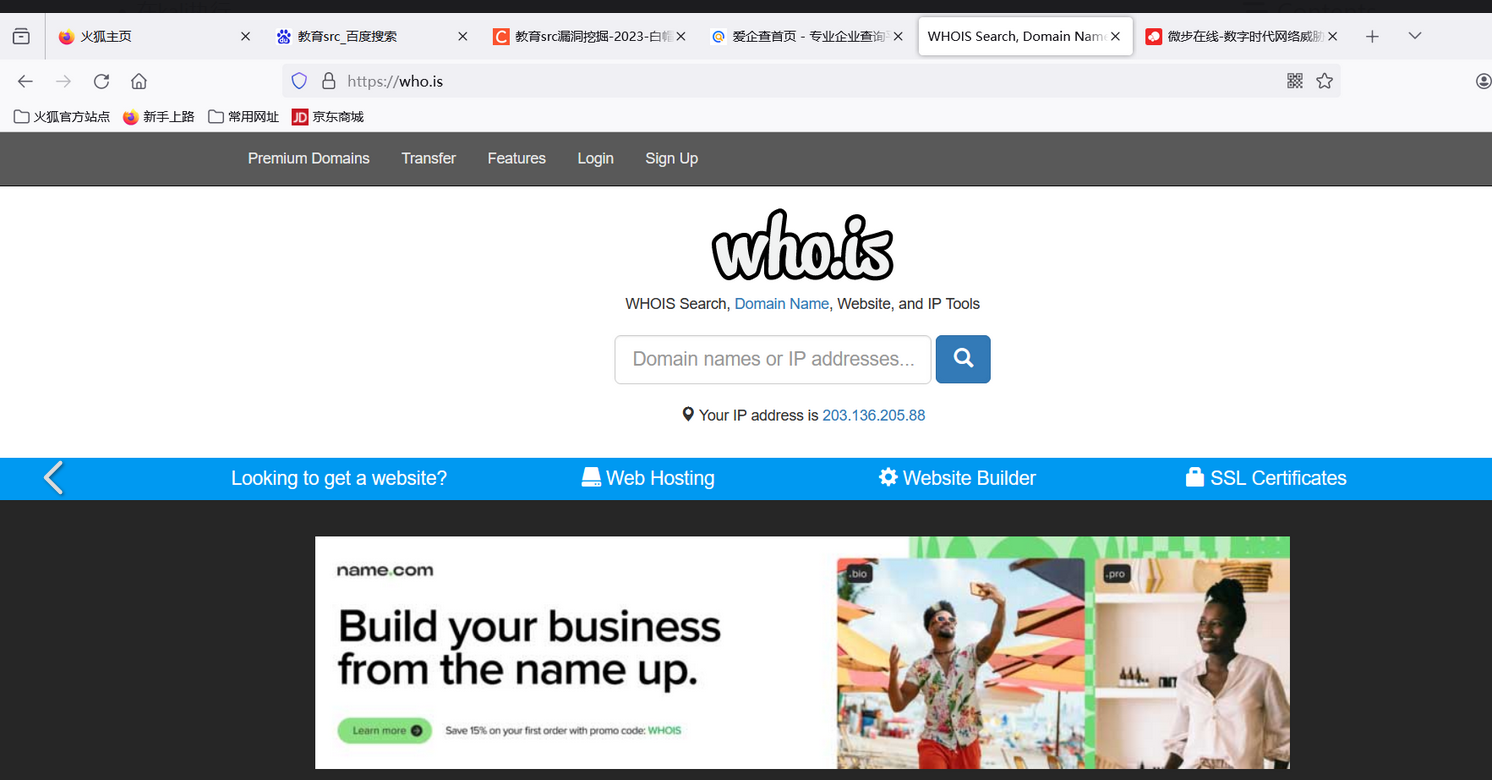 火狐主页
教育src_百度搜索
教育src漏洞挖掘-2023-白帽
爱企查首页 - 专业企业查询平
WHOIS Search, Domain Name
微步在线-数字时代网络威胁
https://who.is
火狐官方站点
新手上路
常用网址
JD 京东商城
Premium Domains
Transfer
Features
Login
Sign Up
who.is
WHOIS Search, Domain Name, Website, and IP Tools
Domain names or IP addresses...
Your IP address is 203.136.205.88
Looking to get a website?
Web Hosting
Website Builder
SSL Certificates
name.com
.bio
.pro
Build your business
from the name up.
Learn more
Save 15% on your first order with promo code: WHOIS